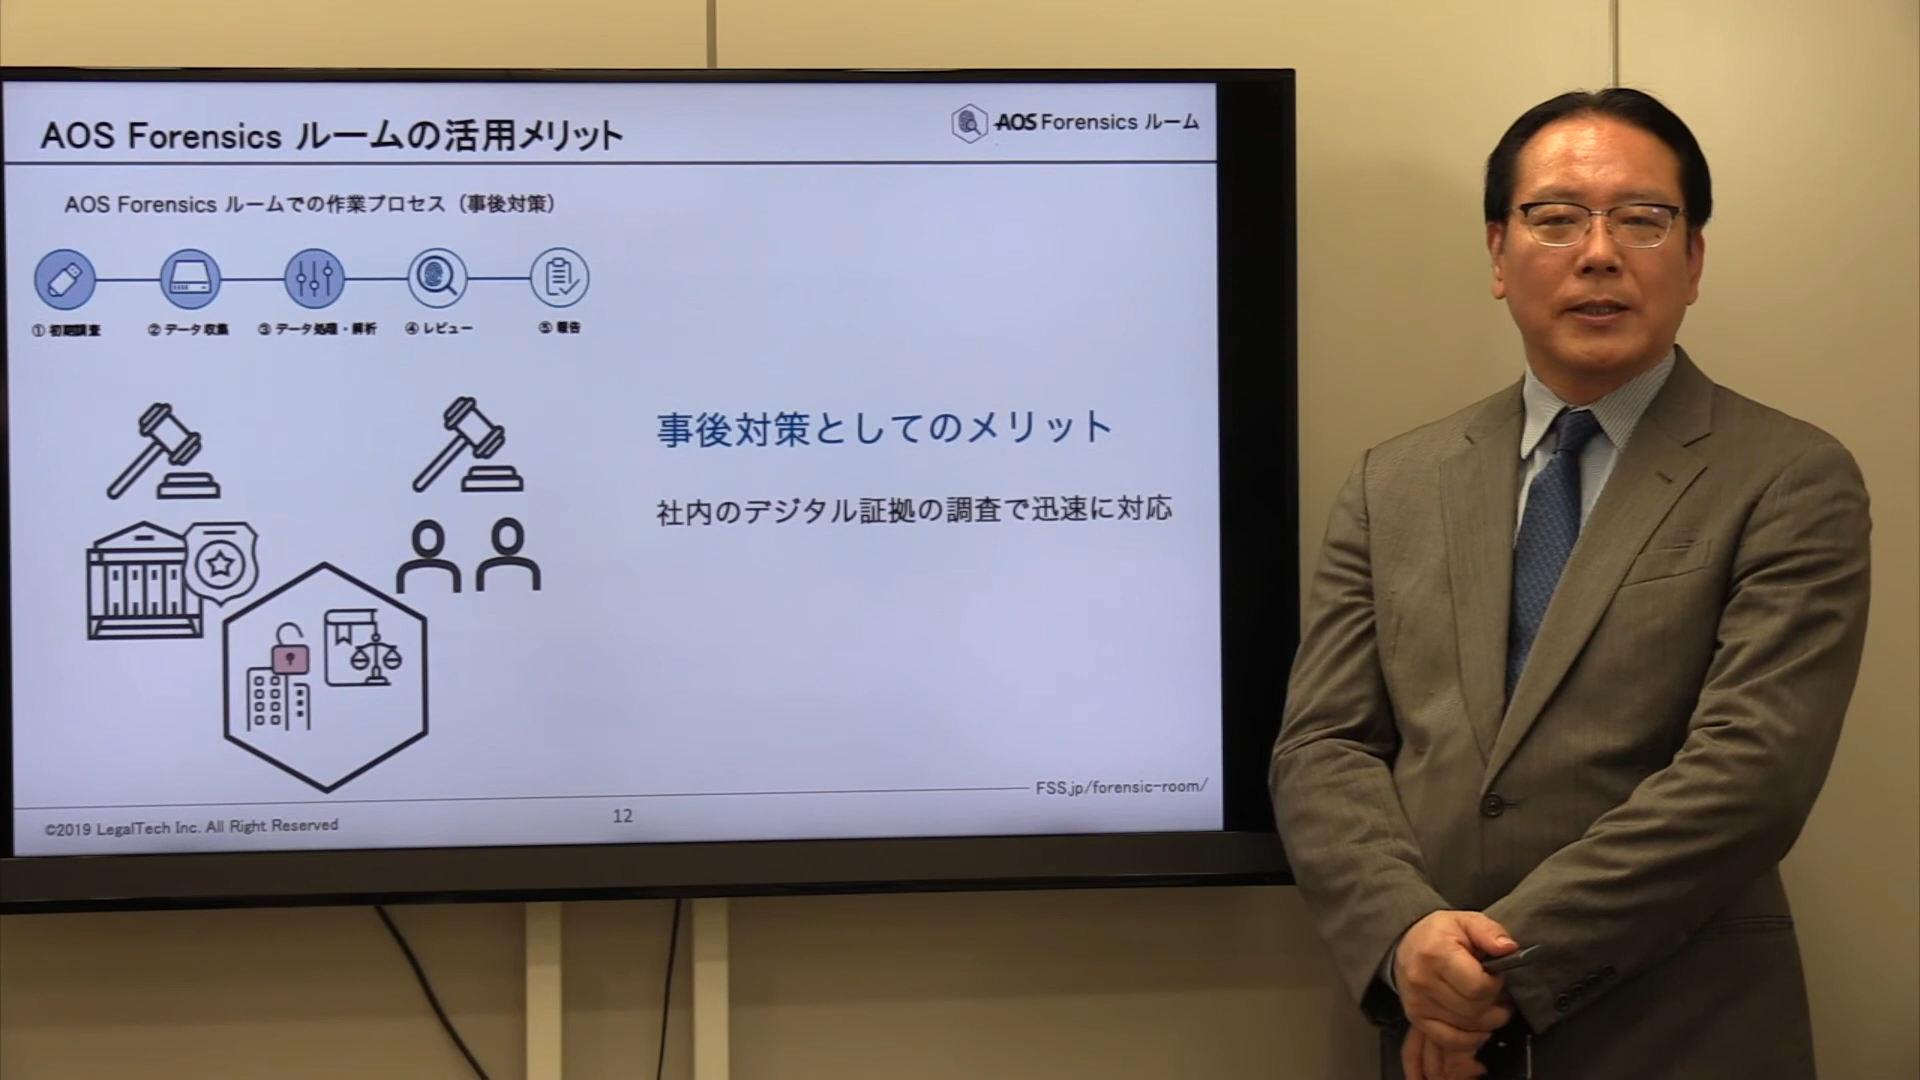 AOS Forensics ルームの活用メリット
AOS Forensics ルーム
AOS Forensics ルームでの作業プロセス（事後対策）
① 初期調査
② データ収集
③ データ処理・解析
④ レビュー
⑤ 報告
事後対策としてのメリット
社内のデジタル証拠の調査で迅速に対応
FSS.jp/forensic-room/
©2019 LegalTech Inc. All Right Reserved
12